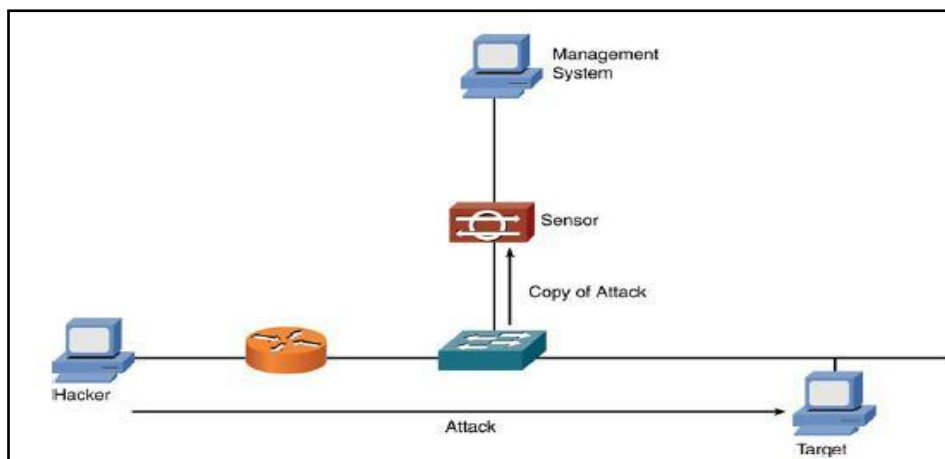 Management
System
Sensor
Copy of Attack
Hacker
Attack
Target